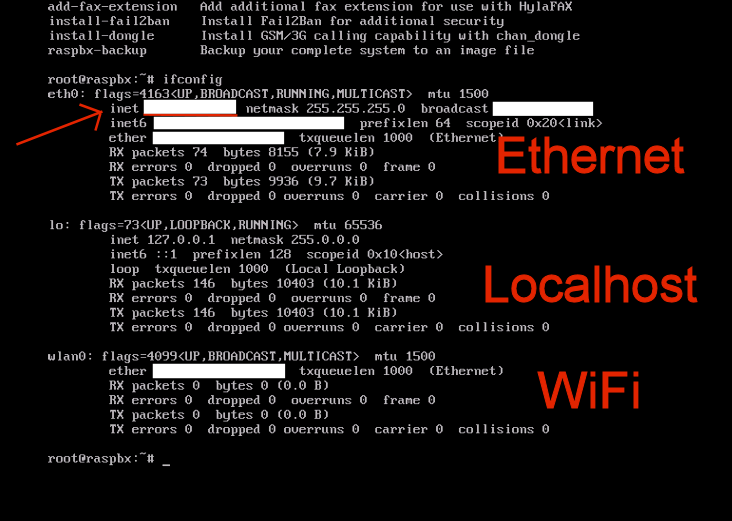 add-fax-extension   Add additional fax extension for use with HylaFAX
install-fail2ban    Install Fail2Ban for additional security
install-dongle      Install GSM/3G calling capability with chan_dongle
raspbx-backup       Backup your complete system to an image file
root@raspbx:~# ifconfig
eth0: flags=4163<UP,BROADCAST,RUNNING,MULTICAST>  mtu 1500
inet netmask 255.255.255.0  broadcast
inet6 prefixlen 64  scopeid 0x20<link>
ether txqueuelen 1000  (Ethernet)
RX packets 74  bytes 8155 (7.9 KiB)
RX errors 0  dropped 0  overruns 0  frame 0
TX packets 73  bytes 9936 (9.7 KiB)
TX errors 0  dropped 0 overruns 0  carrier 0  collisions 0
Ethernet
lo: flags=73<UP,LOOPBACK,RUNNING>  mtu 65536
inet 127.0.0.1  netmask 255.0.0.0
inet6 ::1  prefixlen 128  scopeid 0x10<host>
loop  txqueuelen 1000  (Local Loopback)
RX packets 146  bytes 10403 (10.1 KiB)
RX errors 0  dropped 0  overruns 0  frame 0
TX packets 146  bytes 10403 (10.1 KiB)
TX errors 0  dropped 0 overruns 0  carrier 0  collisions 0
Localhost
wlan0: flags=4099<UP,BROADCAST,MULTICAST>  mtu 1500
ether txqueuelen 1000  (Ethernet)
RX packets 0  bytes 0 (0.0 B)
RX errors 0  dropped 0  overruns 0  frame 0
TX packets 0  bytes 0 (0.0 B)
TX errors 0  dropped 0 overruns 0  carrier 0  collisions 0
WiFi
root@raspbx:~# _